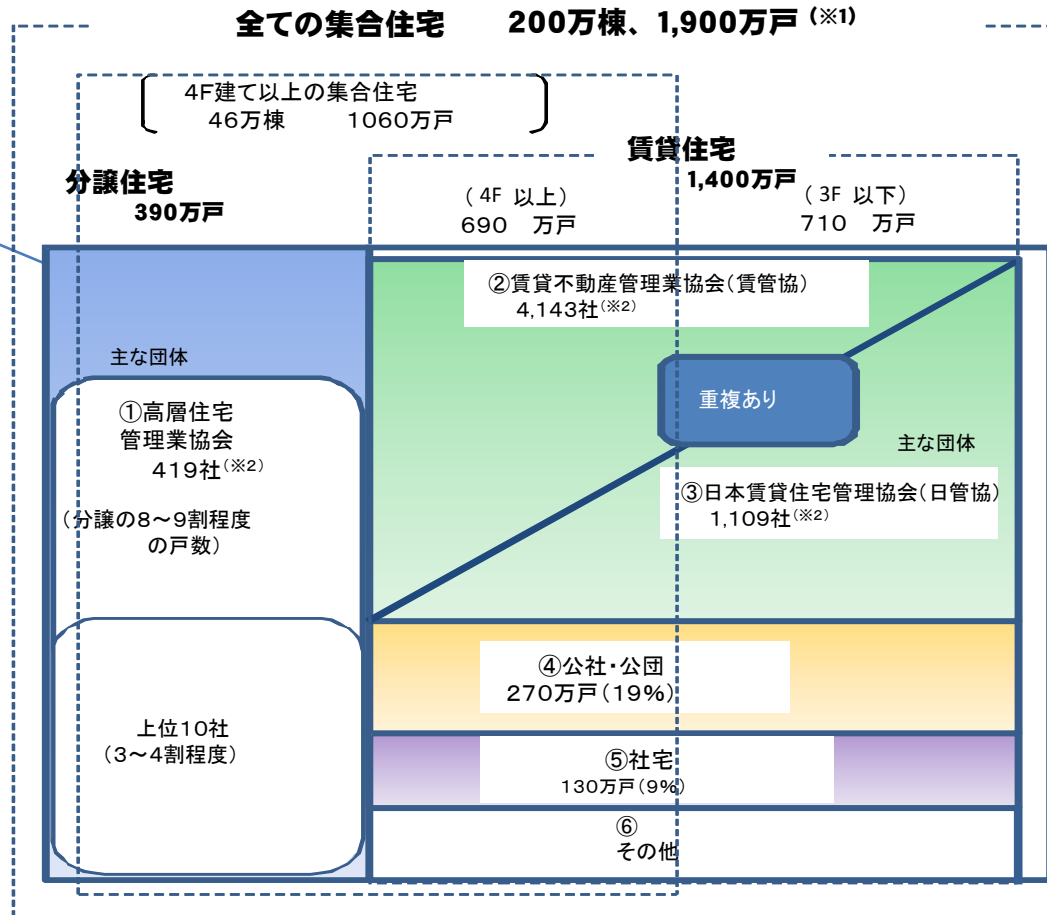 全ての集合住宅　200万棟、1,900万戸(※1)
4F建て以上の集合住宅
46万棟　1060万戸
分譲住宅
390万戸
賃貸住宅
1,400万戸
(4F 以上)
690 万戸
(3F 以下)
710 万戸
主な団体
①高層住宅
管理業協会
419社(※2)
(分譲の8～9割程度
の戸数)
上位10社
(3～4割程度)
②賃貸不動産管理業協会(賃管協)
4,143社(※2)
重複あり
主な団体
③日本賃貸住宅管理協会(日管協)
1,109社(※2)
④公社・公団
270万戸(19%)
⑤社宅
130万戸(9%)
⑥
その他